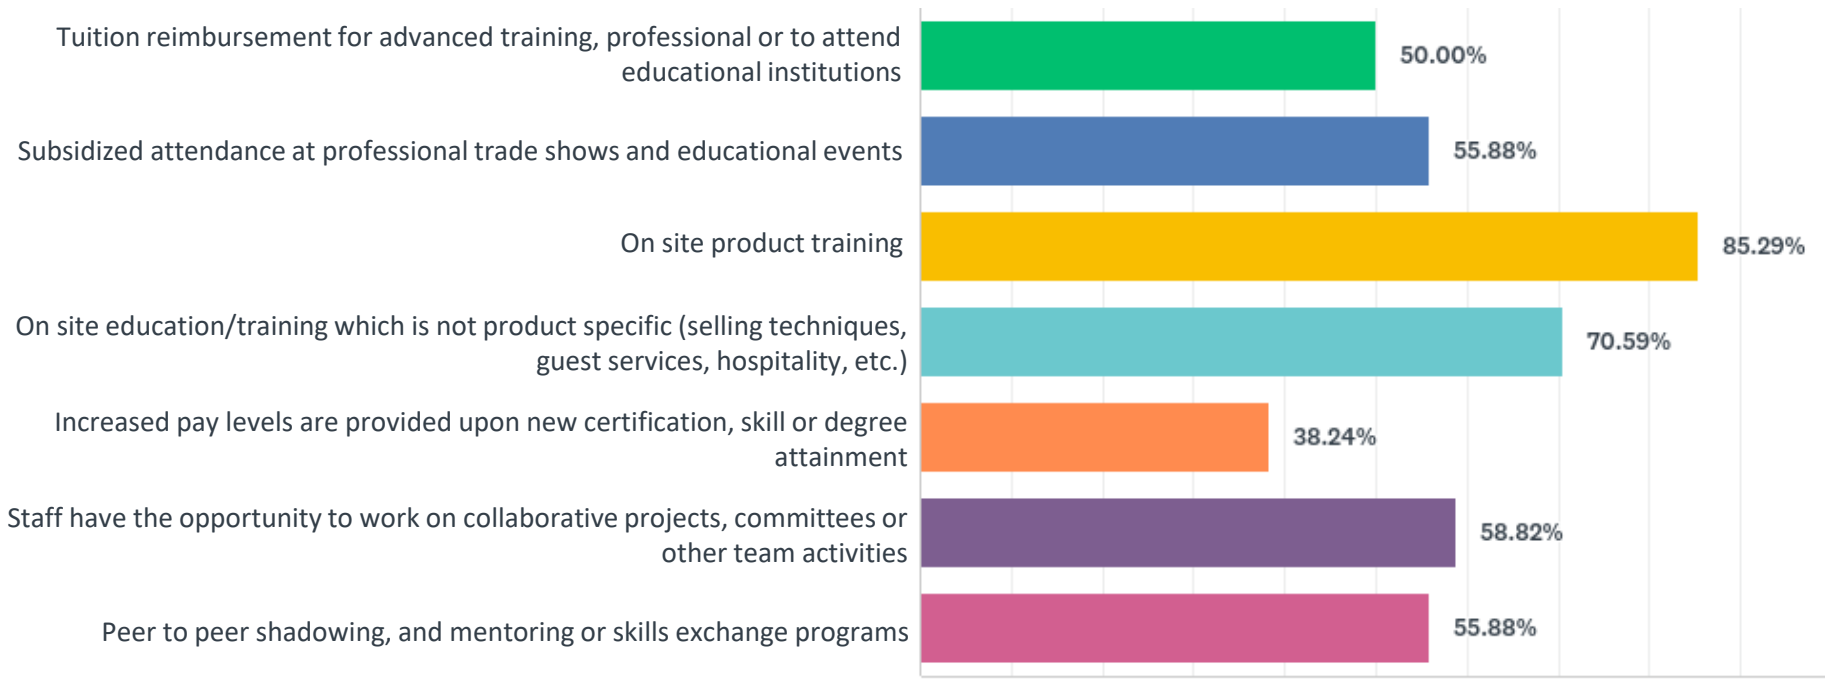 Tuition reimbursement for advanced training, professional or to attend
educational institutions
50.00%
Subsidized attendance at professional trade shows and educational events
55.88%
On site product training
85.29%
On site education/training which is not product specific (selling techniques,
guest services, hospitality, etc.)
70.59%
Increased pay levels are provided upon new certification, skill or degree
attainment
38.24%
Staff have the opportunity to work on collaborative projects, committees or
other team activities
58.82%
Peer to peer shadowing, and mentoring or skills exchange programs
55.88%